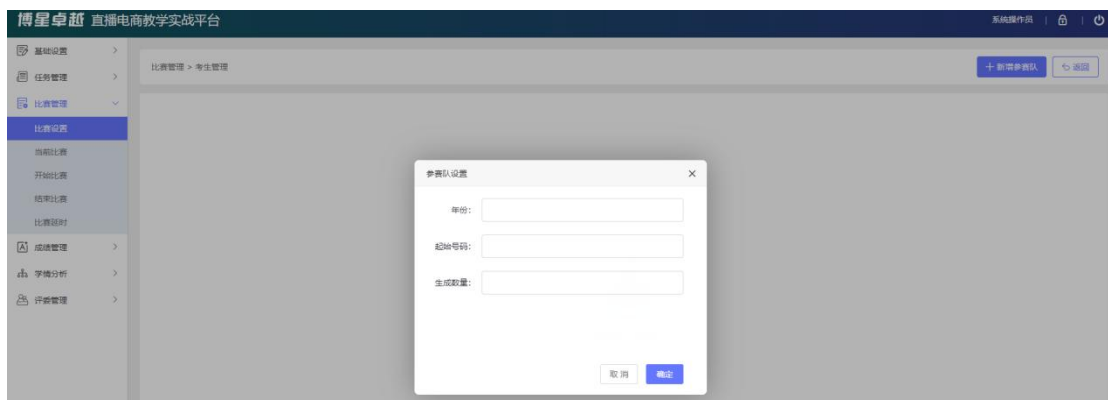 博星卓越 直播电商教学实战平台
系统操作员
基础设置
任务管理
比赛管理
比赛设置
当前比赛
开始比赛
结束比赛
比赛延时
成绩管理
学情分析
评委管理
比赛管理 > 考生管理
+ 新增参赛队
返回
参赛队设置
年份:
起始号码:
生成数量:
取消
确定